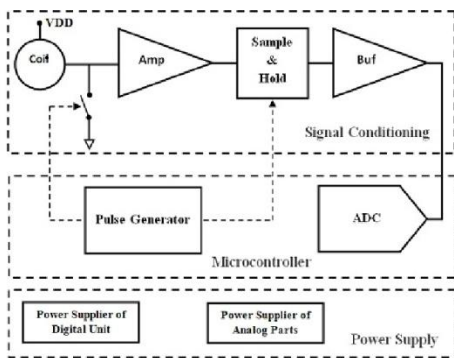 VDD
Coil
Amp
Sample
&
Hold
Buf
Signal Conditioning
Pulse Generator
ADC
Microcontroller
Power Supplier of
Digital Unit
Power Supplier of
Analog Parts
Power Supply